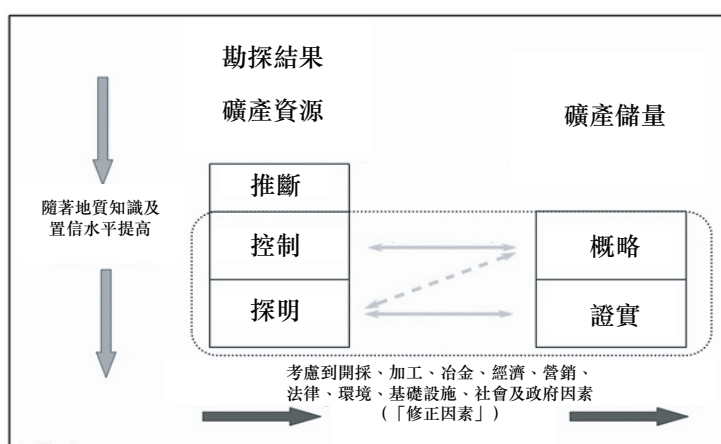 勘探結果
礦產資源
礦產儲量
推斷
隨著地質知識及
置信水平提高
控制
概略
探明
證實
考慮到開採、加工、冶金、經濟、營銷、
法律、環境、基礎設施、社會及政府因素
(「修正因素」)